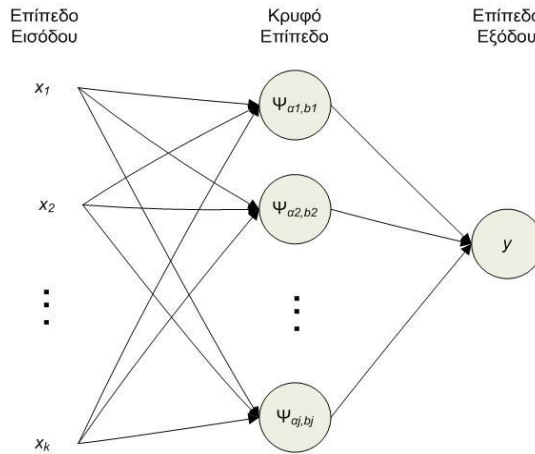 Επίπεδο
Εισόδου
Κρυφό
Επίπεδο
Επίπεδο
Εξόδου
x1
x2
xk
Ψα1,b1
Ψα2,b2
Ψαj,bj
y